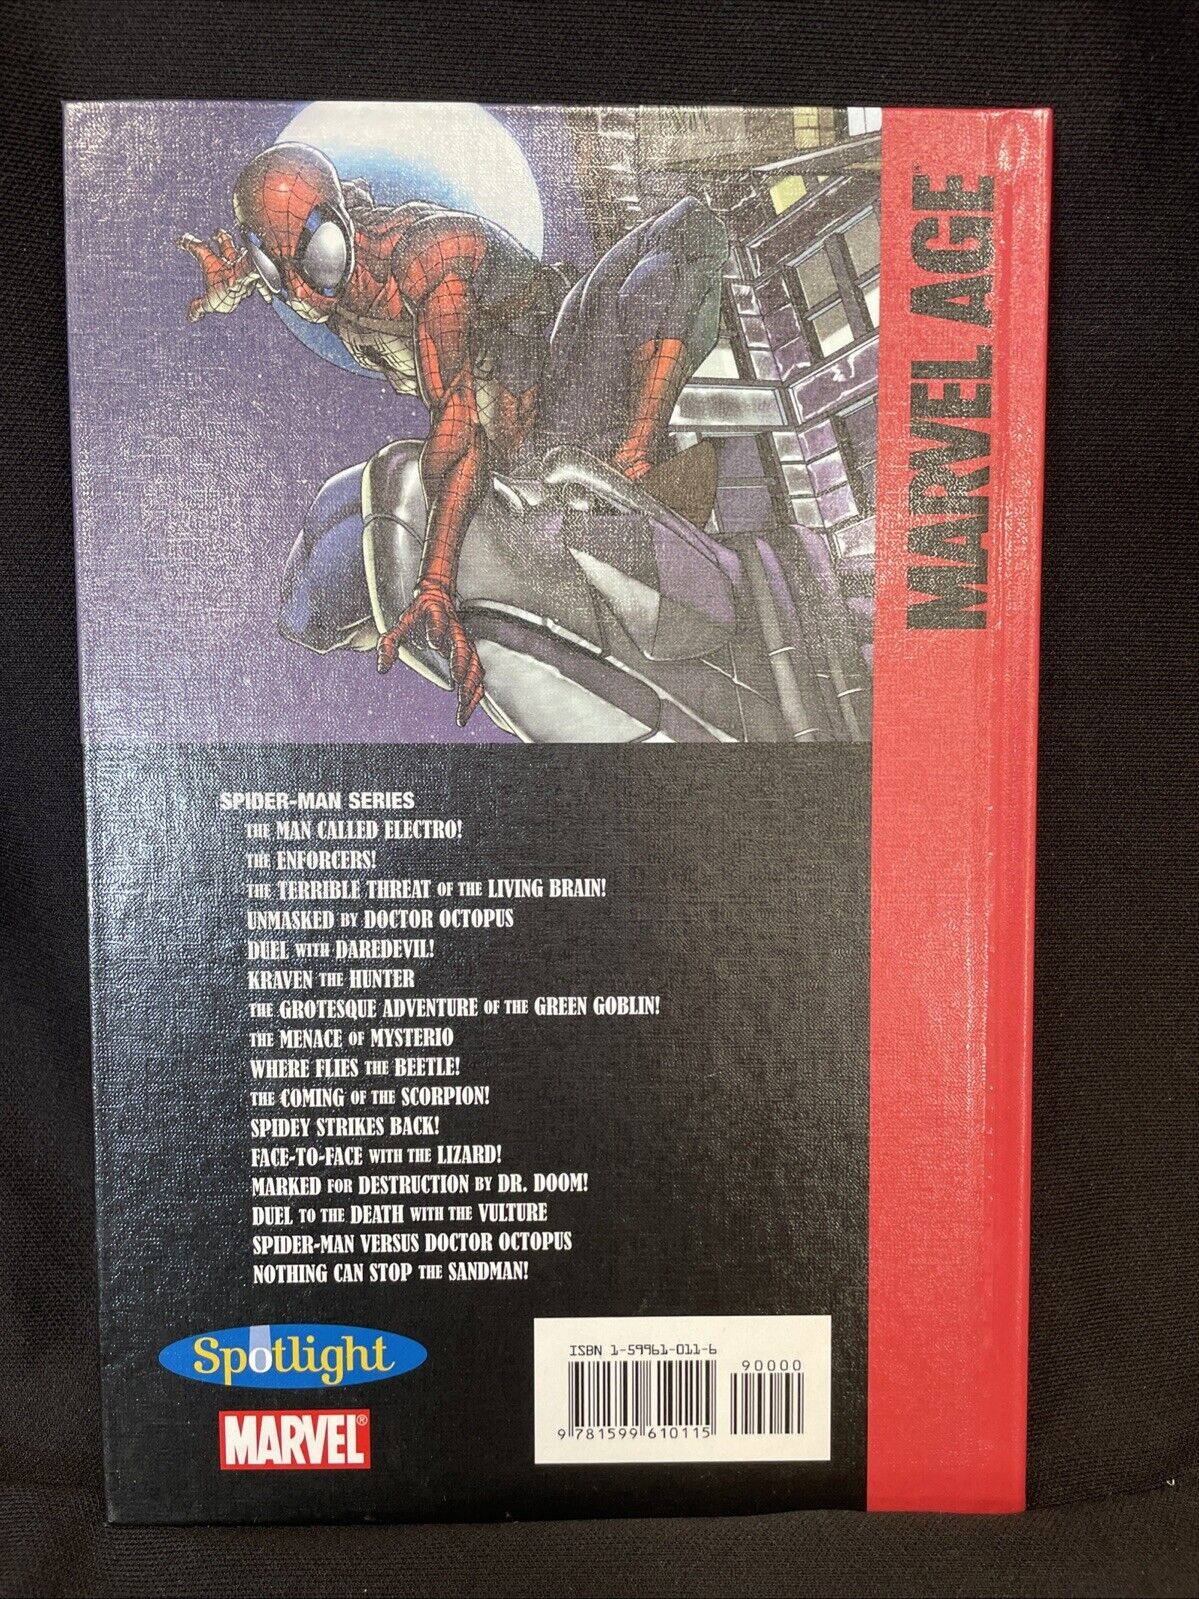 MARVEL AGE™
SPIDER-MAN SERIES
THE MAN CALLED ELECTRO!
THE ENFORCERS!
THE TERRIBLE THREAT OF THE LIVING BRAIN!
UNMASKED BY DOCTOR OCTOPUS
DUEL WITH DAREDEVIL!
KRAVEN THE HUNTER
THE GROTESQUE ADVENTURE OF THE GREEN GOBLIN!
THE MENACE OF MYSTERIO
WHERE FLIES THE BEETLE!
THE COMING OF THE SCORPION!
SPIDEY STRIKES BACK!
FACE-TO-FACE WITH THE LIZARD!
MARKED FOR DESTRUCTION BY DR. DOOM!
DUEL TO THE DEATH WITH THE VULTURE
SPIDER-MAN VERSUS DOCTOR OCTOPUS
NOTHING CAN STOP THE SANDMAN!
Spotlight
MARVEL®
ISBN 1-59961-011-6
90000
9 781599 610115